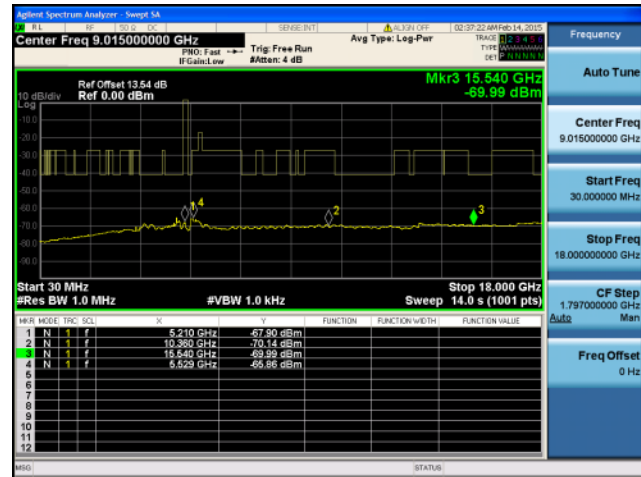 Agilent Spectrum Analyzer - Swept SA
RL RF 50 Ω DC SENSE:INT ALIGN OFF 02:37:22 AM Feb 14, 2015
Center Freq 9.015000000 GHz
PNO: Fast
IFGain:Low
Trig: Free Run
#Atten: 4 dB
Avg Type: Log-Pwr
TRACE 1 2 3 4 5 6
TYPE
DET P N N N N N
Ref Offset 13.54 dB
10 dB/div Ref 0.00 dBm
Log
Mkr3 15.540 GHz
-69.99 dBm
-10.0
-20.0
-30.0
-40.0
-50.0
-60.0
-70.0
-80.0
-90.0
4
2
3
Start 30 MHz Stop 18.000 GHz
#Res BW 1.0 MHz #VBW 1.0 kHz Sweep 14.0 s (1001 pts)
MKR MODE TRC SCL X Y FUNCTION FUNCTION WIDTH FUNCTION VALUE
1 N 1 f 5.210 GHz -67.90 dBm
2 N 1 f 10.360 GHz -70.14 dBm
3 N 1 f 15.540 GHz -69.99 dBm
4 N 1 f 5.529 GHz -65.86 dBm
5
6
7
8
9
10
11
12
MSG STATUS
Frequency
Auto Tune
Center Freq
9.015000000 GHz
Start Freq
30.000000 MHz
Stop Freq
18.000000000 GHz
CF Step
1.797000000 GHz
Auto Man
Freq Offset
0 Hz